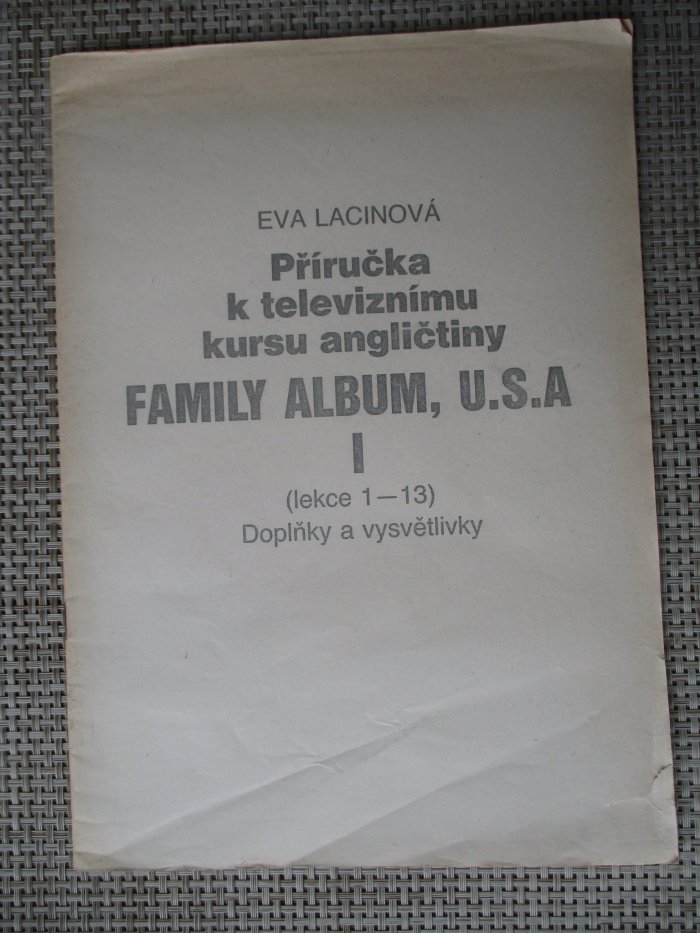 EVA LACINOVÁ
Příručka
k televiznímu
kursu angličtiny
FAMILY ALBUM, U.S.A
I
(lekce 1—13)
Doplňky a vysvětlivky